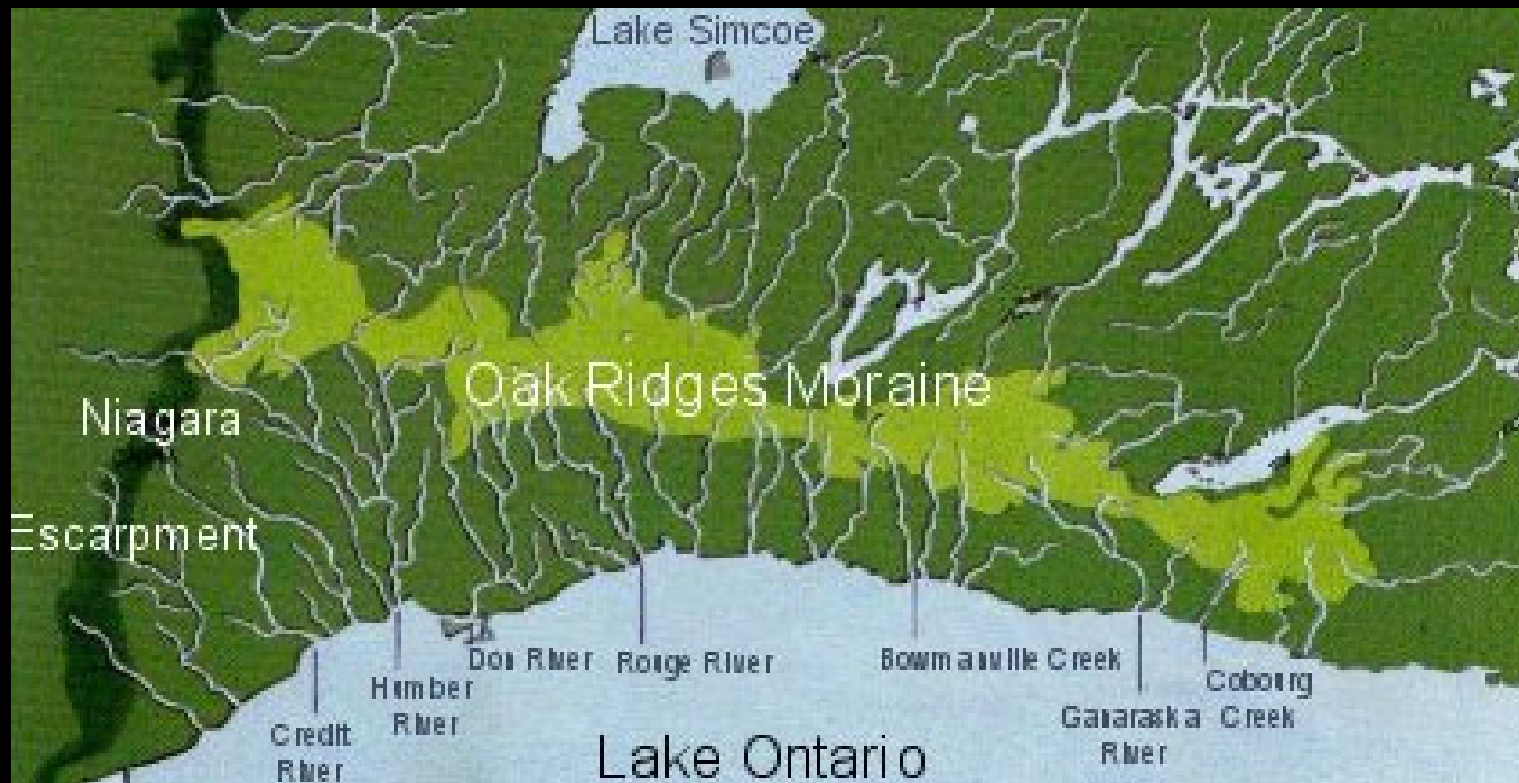 Lake Simcoe
Oak Ridges Moraine
Niagara
Escarpment
Don River
Rouge River
Bowmanville Creek
Humber
River
Cobourg
Creek
Ganaraska
River
Credit
River
Lake Ontario